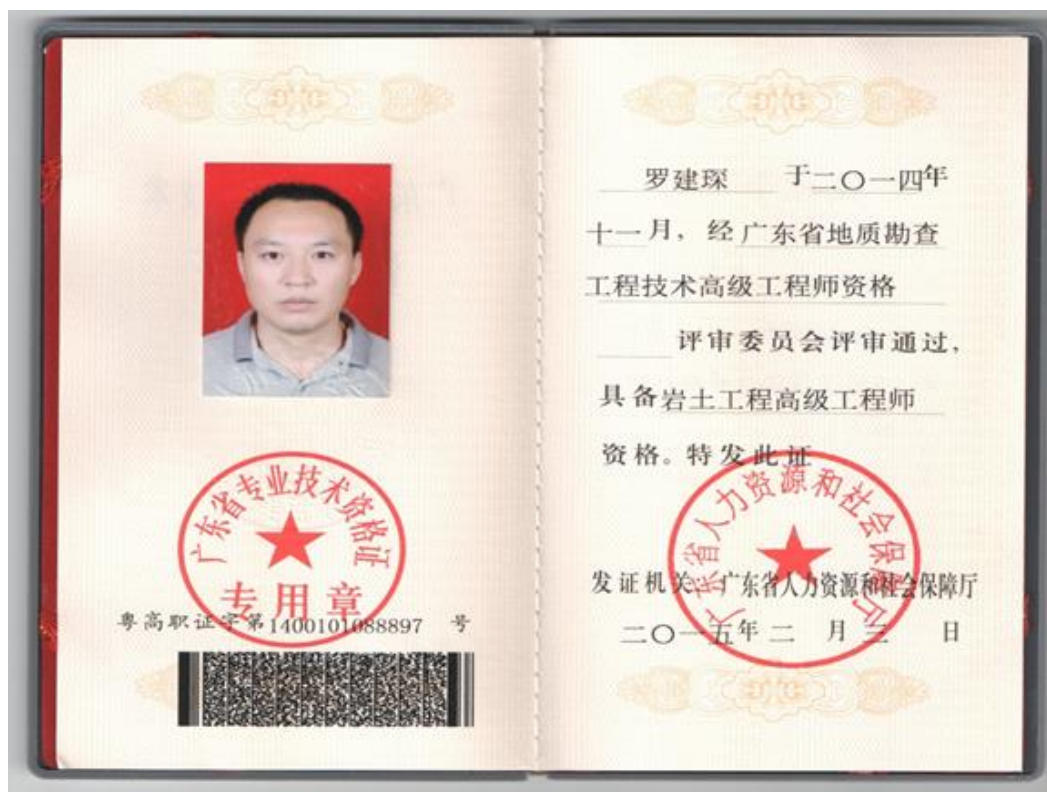 广东省专业技术资格证
专用章
粤高职证字第1400101088897 号
罗建琛 于二〇一四年
十一月，经广东省地质勘查
工程技术高级工程师资格
评审委员会评审通过，
具备岩土工程高级工程师
资格。特发此证
广东省人力资源和社会保障厅
发证机关：广东省人力资源和社会保障厅
二〇一五年二 月三 日